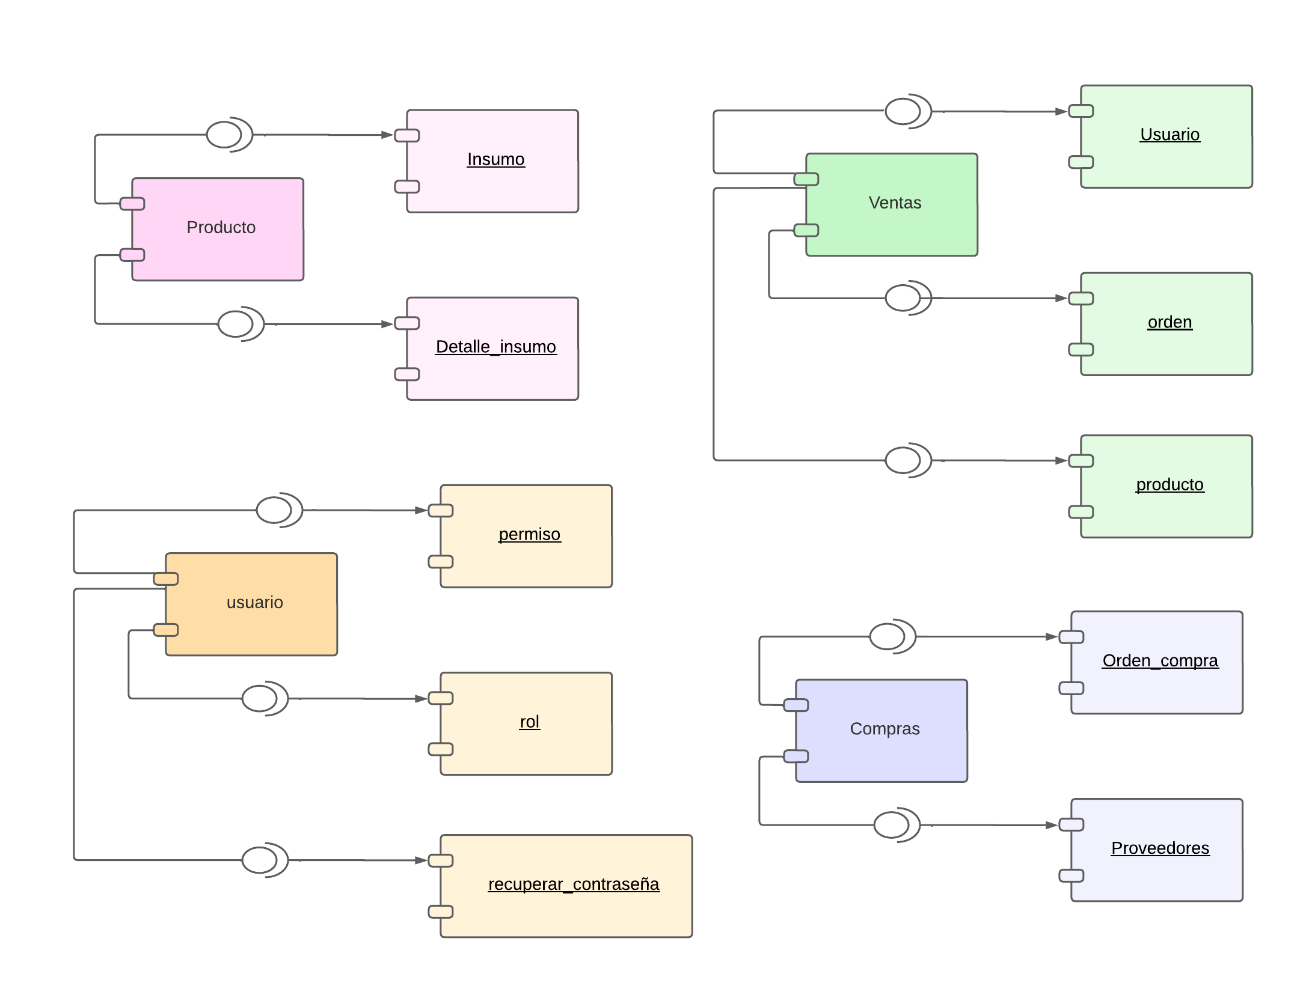 Insumo
Producto
Detalle_insumo
Usuario
Ventas
orden
producto
permiso
usuario
rol
recuperar_contraseña
Orden_compra
Compras
Proveedores